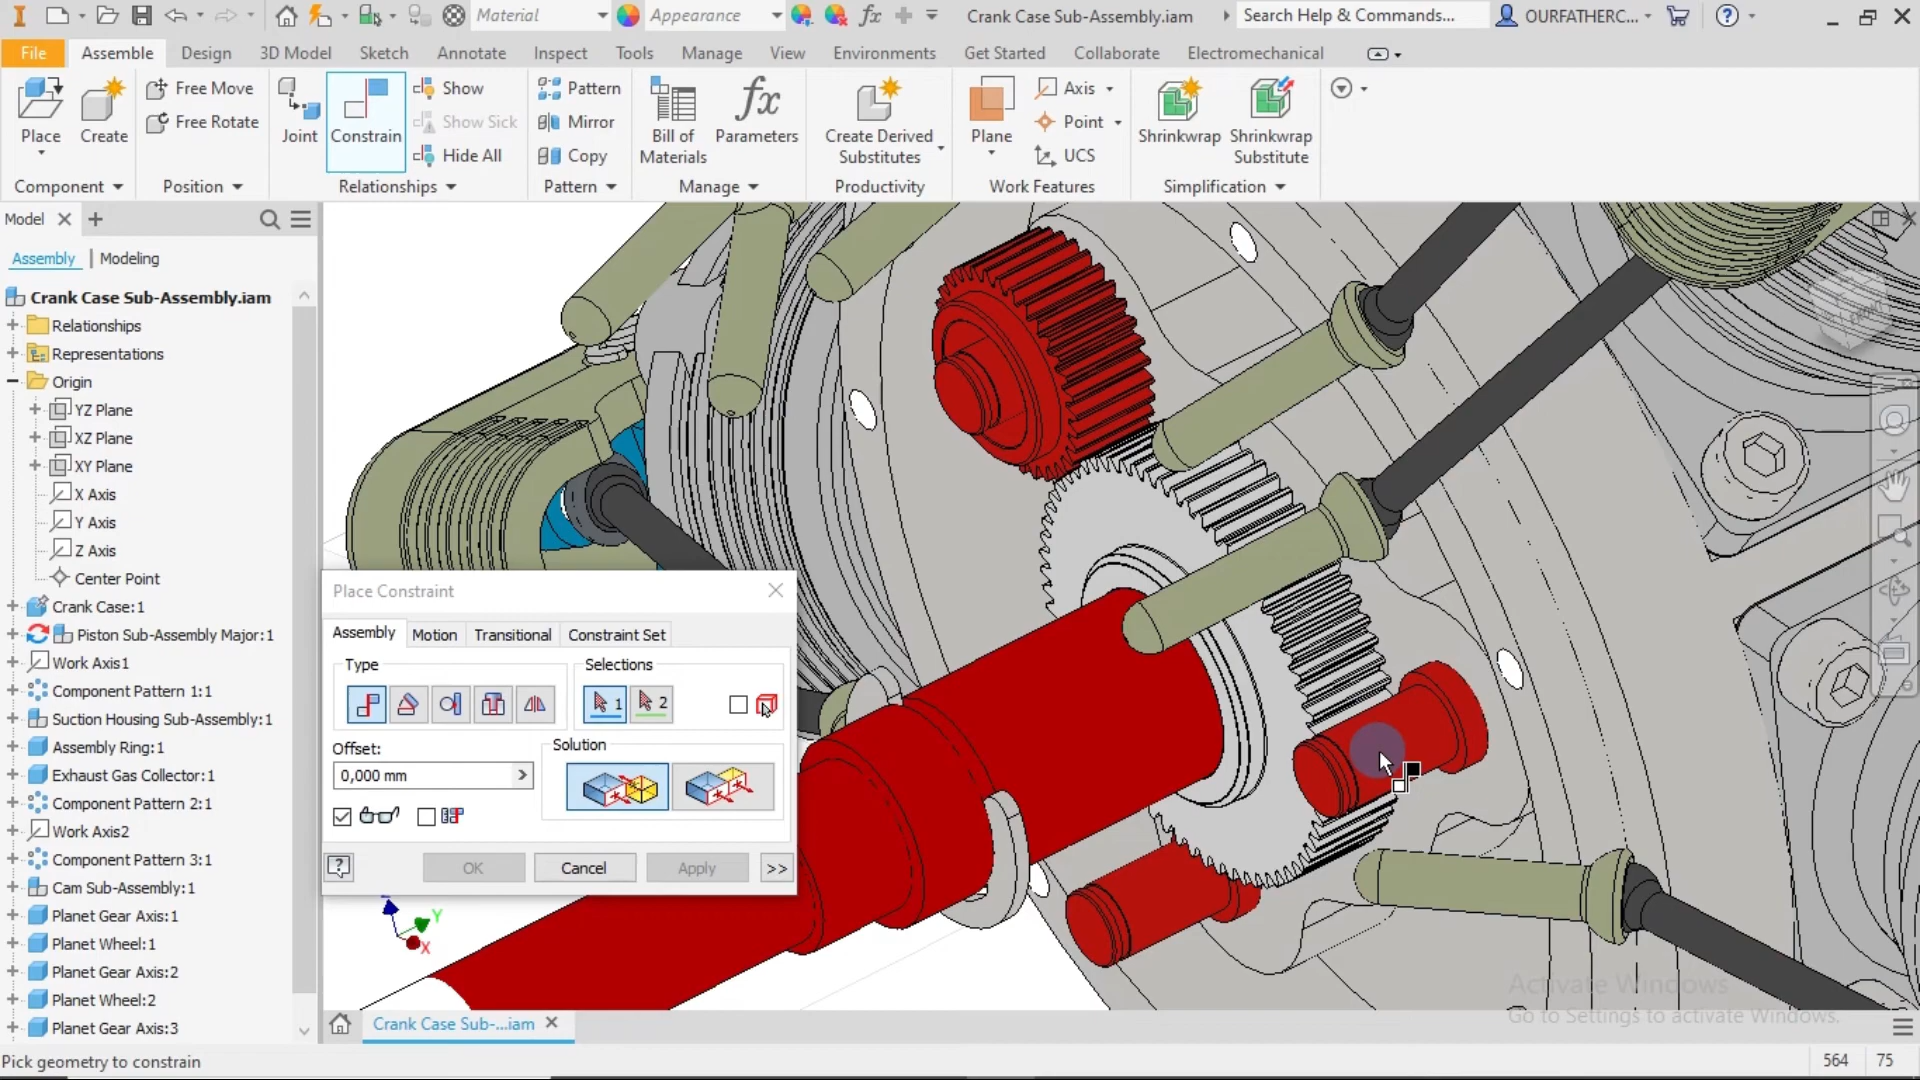 Material
Appearance
fx
Crank Case Sub-Assembly.iam
Search Help & Commands...
OURFATHERC...
?
File
Assemble
Design
3D Model
Sketch
Annotate
Inspect
Tools
Manage
View
Environments
Get Started
Collaborate
Electromechanical
Place
Create
Free Move
Free Rotate
Joint
Constrain
Show
Show Sick
Hide All
Pattern
Mirror
Copy
Bill of
Materials
fx
Parameters
Create Derived
Substitutes
Plane
Axis
Point
UCS
Shrinkwrap
Shrinkwrap
Substitute
Component
Position
Relationships
Pattern
Manage
Productivity
Work Features
Simplification
Model
Assembly
Modeling
Crank Case Sub-Assembly.iam
Relationships
Representations
Origin
YZ Plane
XZ Plane
XY Plane
X Axis
Y Axis
Z Axis
Center Point
Crank Case:1
Piston Sub-Assembly Major:1
Work Axis1
Component Pattern 1:1
Suction Housing Sub-Assembly:1
Assembly Ring:1
Exhaust Gas Collector:1
Component Pattern 2:1
Work Axis2
Component Pattern 3:1
Cam Sub-Assembly:1
Planet Gear Axis:1
Planet Wheel:1
Planet Gear Axis:2
Planet Wheel:2
Planet Gear Axis:3
Place Constraint
Assembly
Motion
Transitional
Constraint Set
Type
Selections
1
2
Offset:
0,000 mm
Solution
?
OK
Cancel
Apply
>>
FRONT
Y
X
Activate Windows
Go to Settings to activate Windows.
Crank Case Sub-...iam
Pick geometry to constrain
564
75